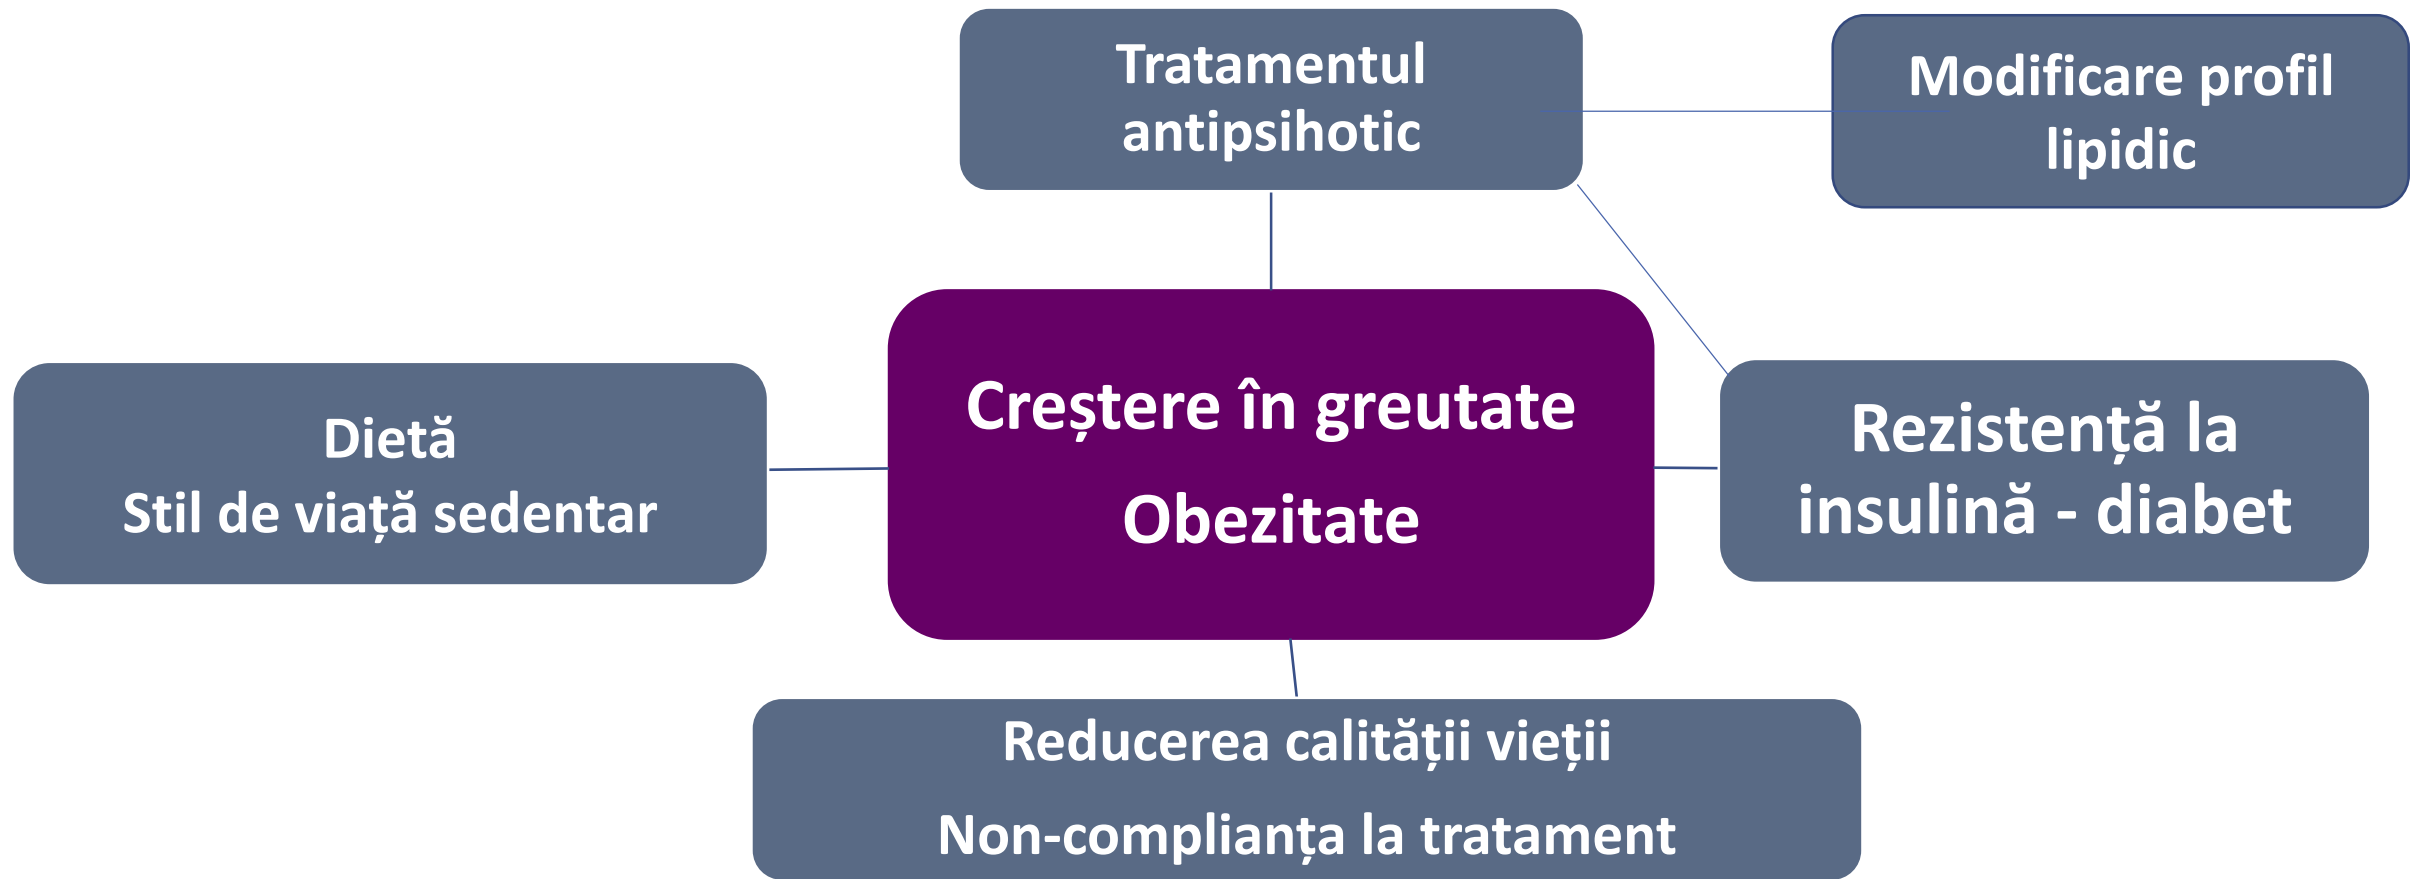 Tratamentul
antipsihotic
Modificare profil
lipidic
Dietă
Stil de viață sedentar
Creștere în greutate
Obezitate
Rezistență la
insulină - diabet
Reducerea calității vieții
Non-complianța la tratament